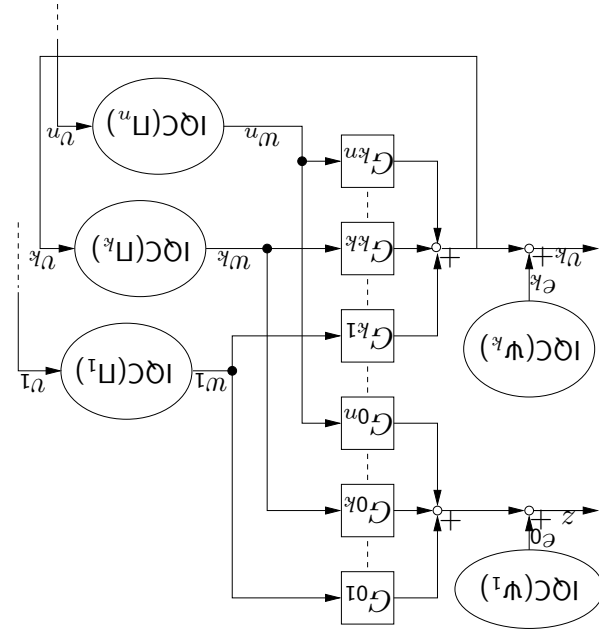 IQC(Ψ₁)
G₀₁
e₀
z
+
+
G₀ₖ
G₀ₙ
w₁
IQC(Π₁)
v₁
IQC(Ψₖ)
Gₖ₁
eₖ
vₖ
+
+
Gₖₖ
wₖ
IQC(Πₖ)
vₖ
Gₖₙ
wₙ
IQC(Πₙ)
vₙ